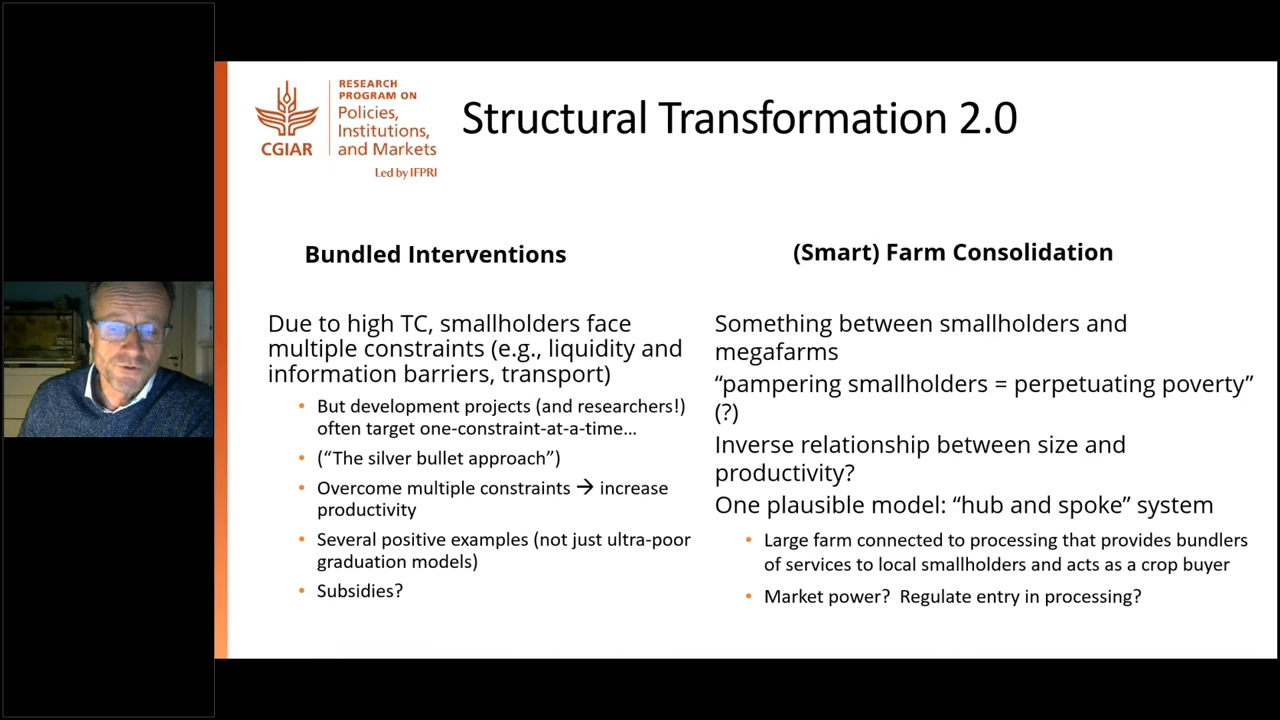 RESEARCH
PROGRAM ON
Policies,
Institutions,
and Markets
CGIAR
Led by IFPRI
Structural Transformation 2.0
Bundled Interventions
Due to high TC, smallholders face
multiple constraints (e.g., liquidity and
information barriers, transport)
• But development projects (and researchers!)
often target one-constraint-at-a-time…
• (“The silver bullet approach”)
• Overcome multiple constraints → increase
productivity
• Several positive examples (not just ultra-poor
graduation models)
• Subsidies?
(Smart) Farm Consolidation
Something between smallholders and
megafarms
“pampering smallholders = perpetuating poverty”
(?)
Inverse relationship between size and
productivity?
One plausible model: “hub and spoke” system
• Large farm connected to processing that provides bundlers
of services to local smallholders and acts as a crop buyer
• Market power? Regulate entry in processing?